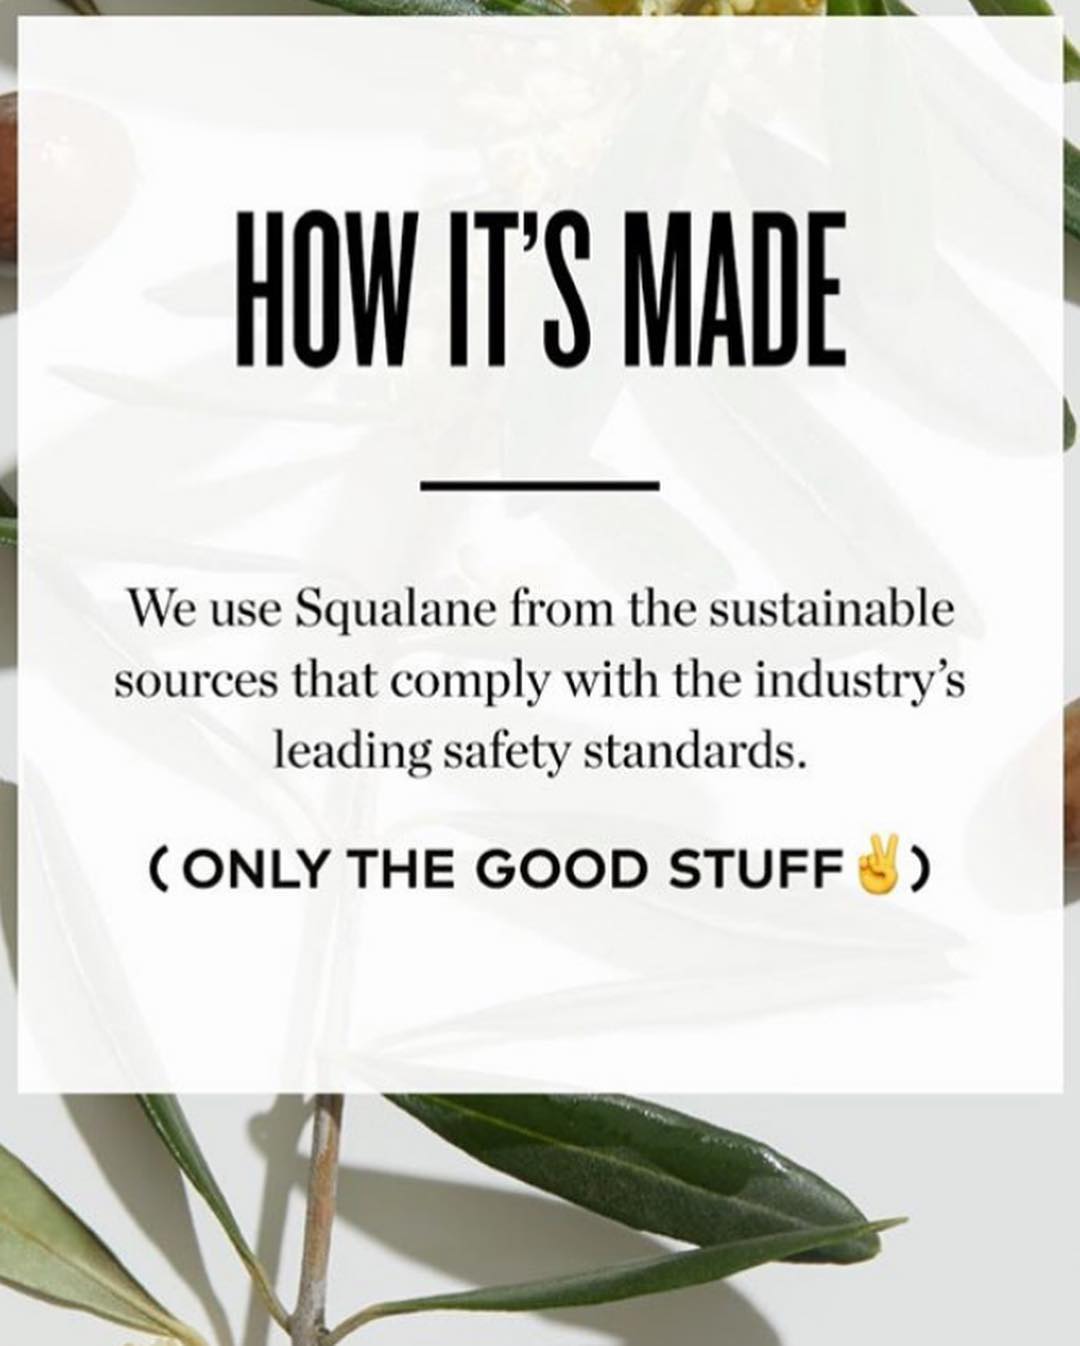 HOW IT'S MADE
We use Squalane from the sustainable
sources that comply with the industry's
leading safety standards.
(ONLY THE GOOD STUFF✌️)